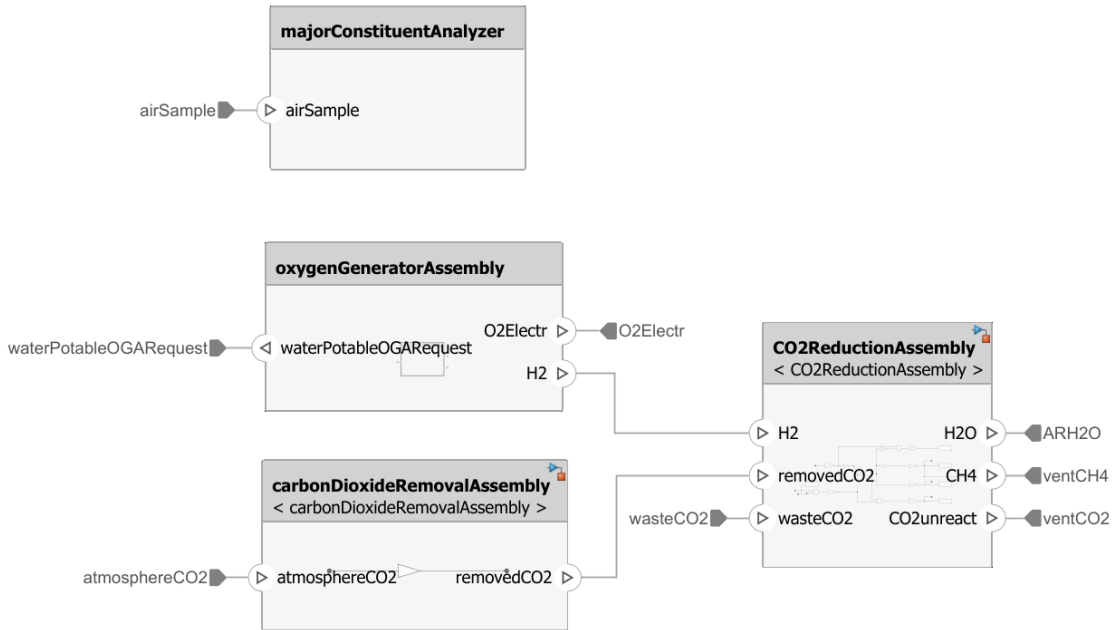 majorConstituentAnalyzer
airSample
airSample
oxygenGeneratorAssembly
O2Electr
O2Electr
waterPotableOGARequest
waterPotableOGARequest
H2
CO2ReductionAssembly
< CO2ReductionAssembly >
H2
H2O
ARH2O
removedCO2
CH4
ventCH4
wasteCO2
wasteCO2
CO2unreact
ventCO2
carbonDioxideRemovalAssembly
< carbonDioxideRemovalAssembly >
atmosphereCO2
atmosphereCO2
removedCO2